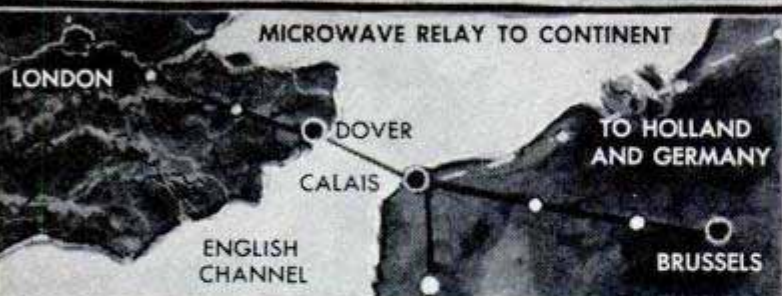 MICROWAVE RELAY TO CONTINENT
LONDON
DOVER
TO HOLLAND
AND GERMANY
CALAIS
ENGLISH
CHANNEL
BRUSSELS